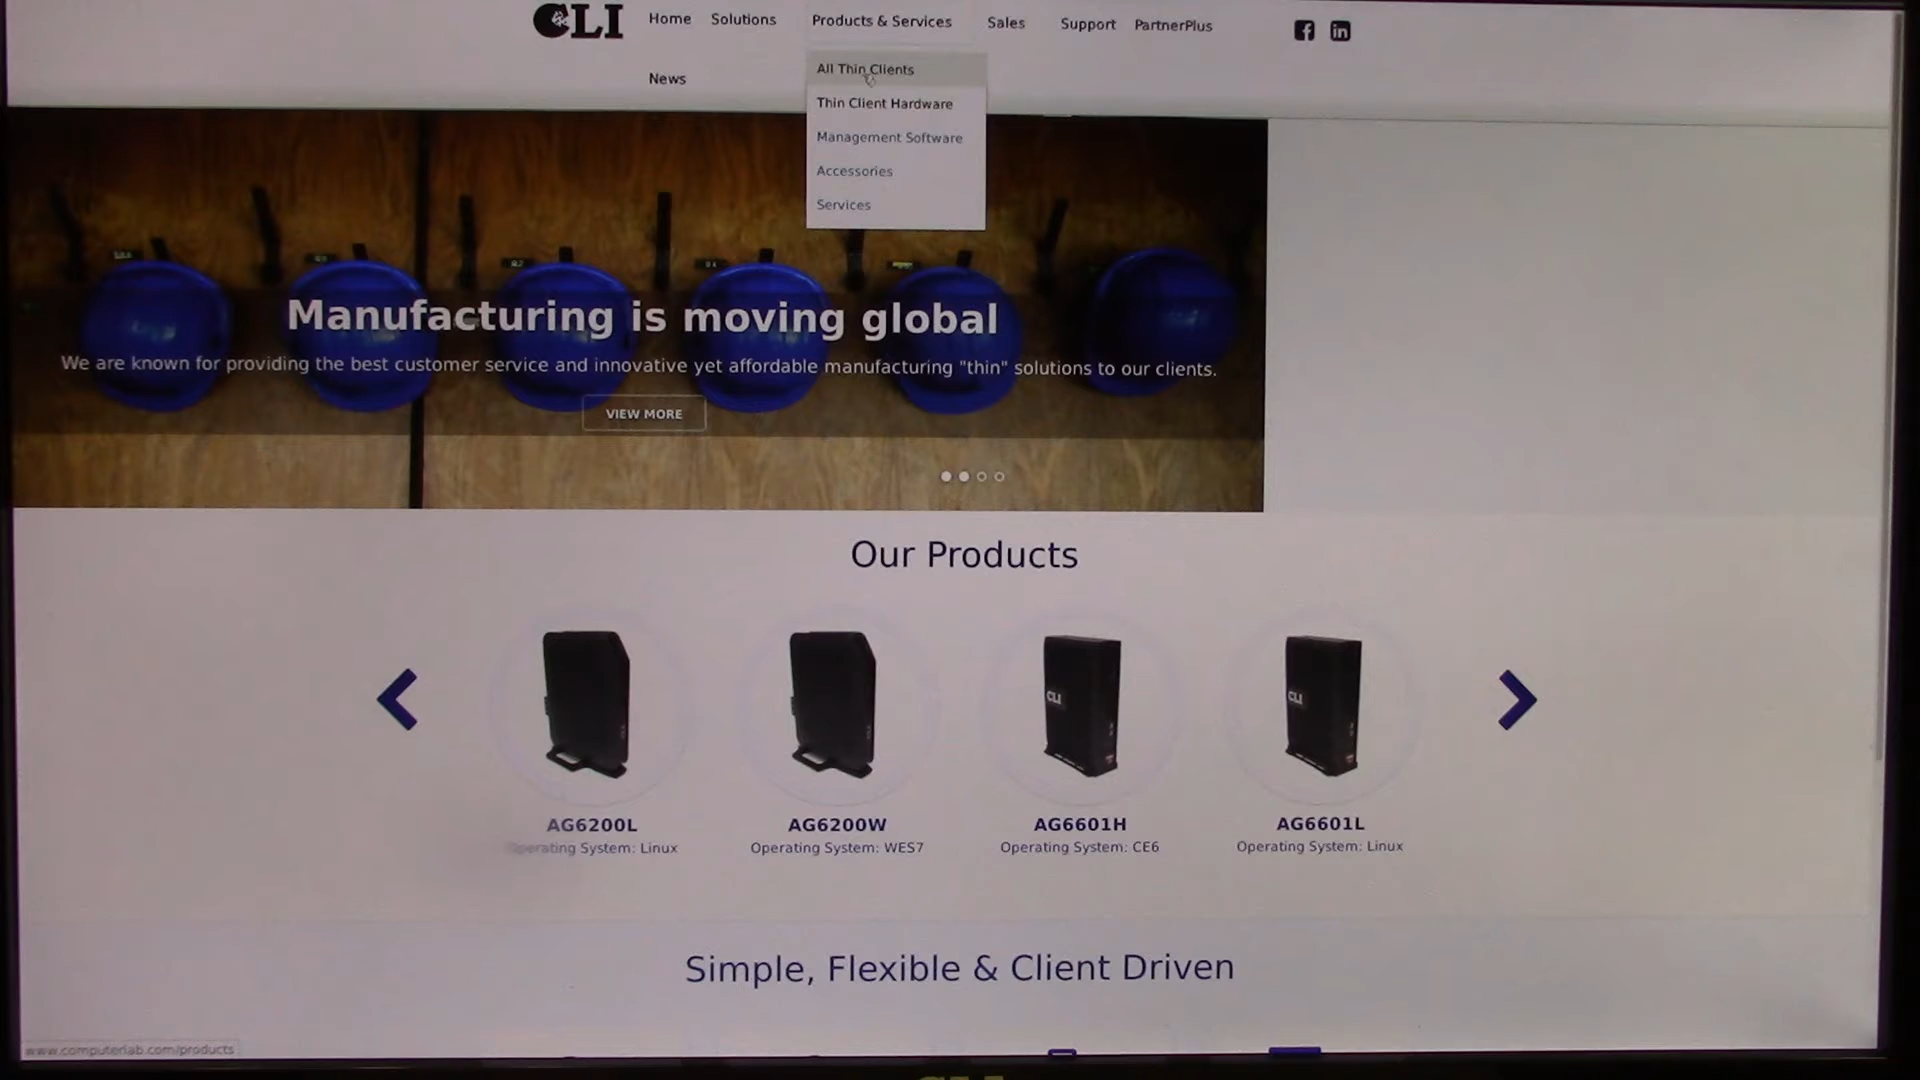 CLI
Home Solutions Products & Services Sales Support PartnerPlus
News
All Thin Clients
Thin Client Hardware
Management Software
Accessories
Services
Manufacturing is moving global
We are known for providing the best customer service and innovative yet affordable manufacturing "thin" solutions to our clients.
VIEW MORE
Our Products
CLI CLI
AG6200L AG6200W AG6601H AG6601L
Operating System: Linux Operating System: WES7 Operating System: CE6 Operating System: Linux
Simple, Flexible & Client Driven
www.computerlab.com/products